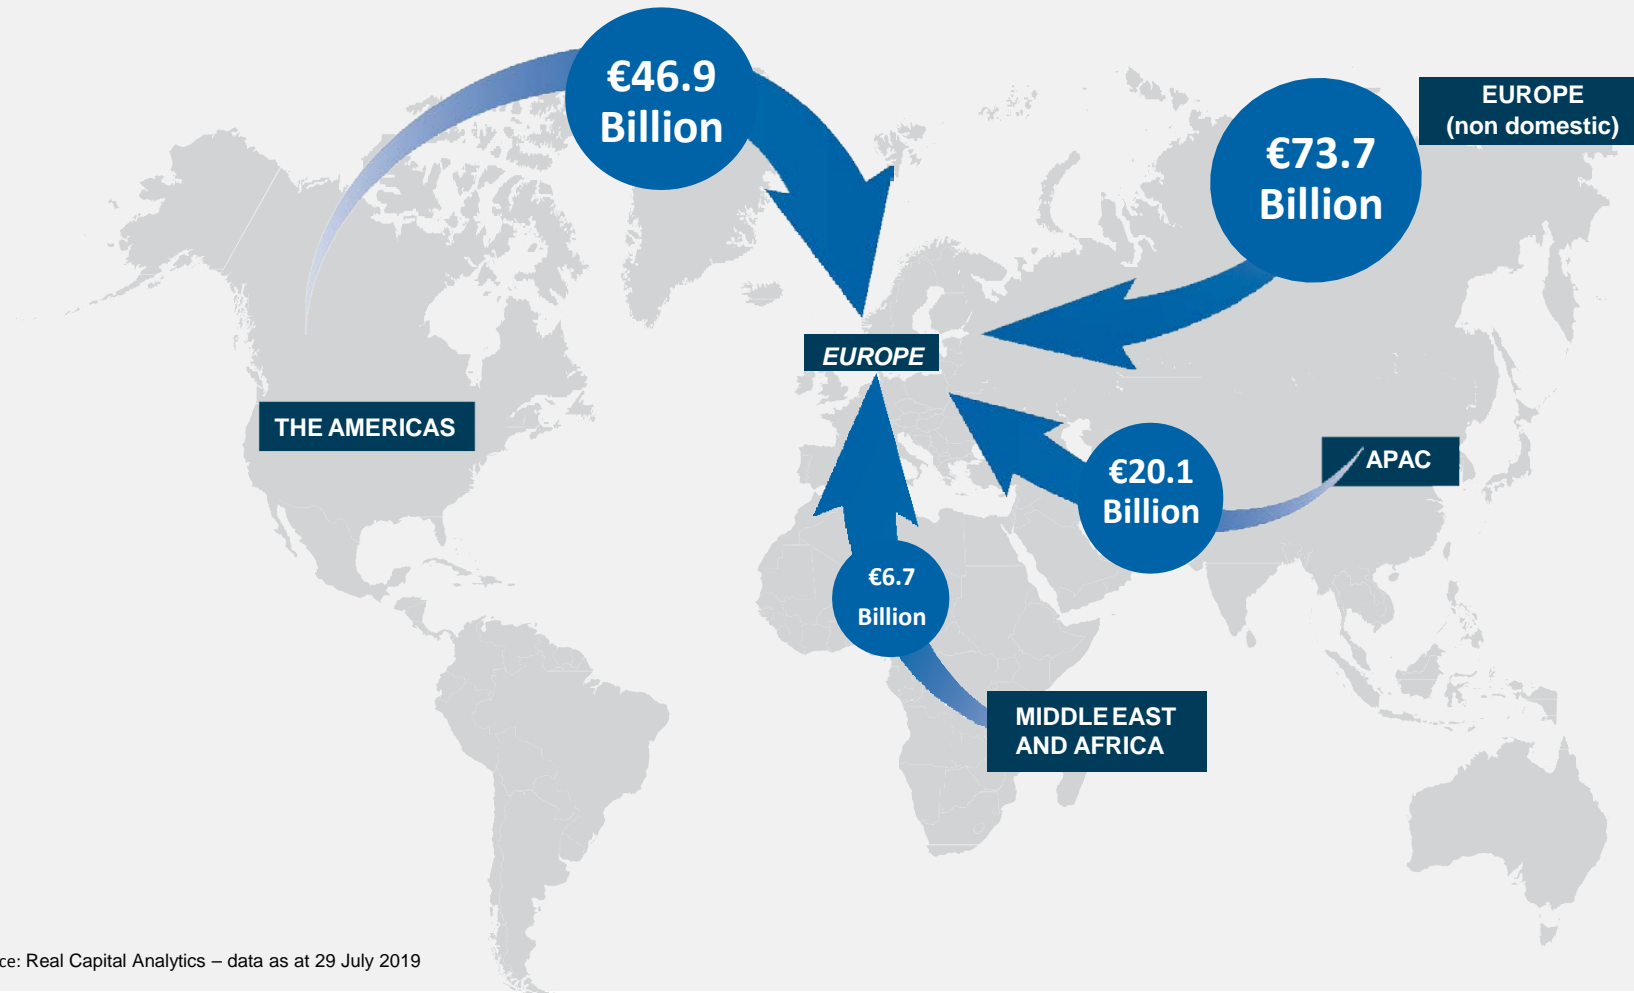 €46.9
Billion
EUROPE
(non domestic)
€73.7
Billion
EUROPE
THE AMERICAS
APAC
€20.1
Billion
€6.7
Billion
MIDDLE EAST
AND AFRICA
ce: Real Capital Analytics – data as at 29 July 2019